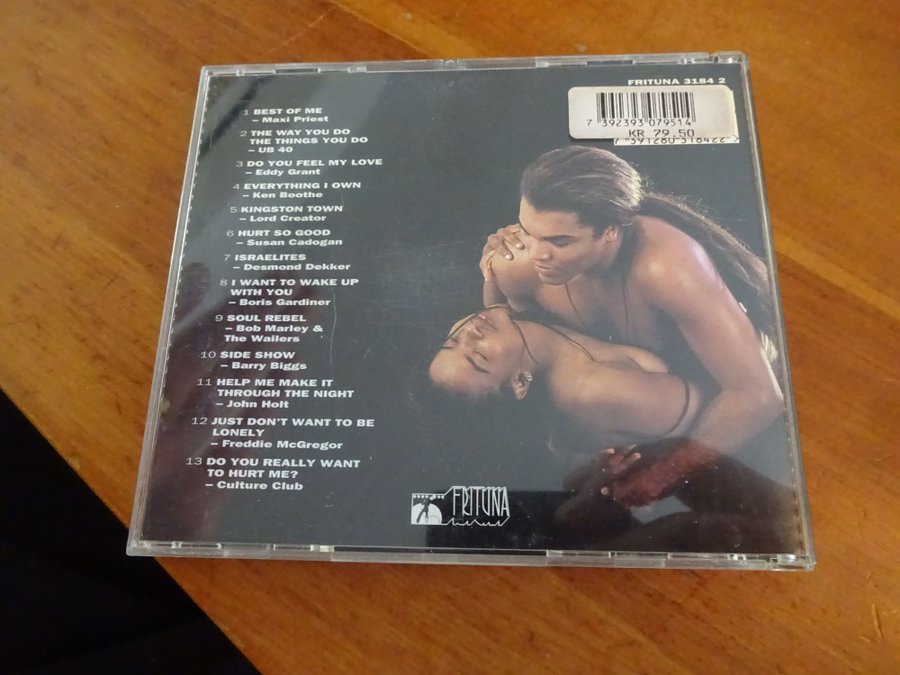 FRITUNA 3184 2
7 392393 079514
KR 79.50
7 391280 318422
1 BEST OF ME
– Maxi Priest
2 THE WAY YOU DO
THE THINGS YOU DO
– UB 40
3 DO YOU FEEL MY LOVE
– Eddy Grant
4 EVERYTHING I OWN
– Ken Boothe
5 KINGSTON TOWN
– Lord Creator
6 HURT SO GOOD
– Susan Cadogan
7 ISRAELITES
– Desmond Dekker
8 I WANT TO WAKE UP
WITH YOU
– Boris Gardiner
9 SOUL REBEL
– Bob Marley &
The Wailers
10 SIDE SHOW
– Barry Biggs
11 HELP ME MAKE IT
THROUGH THE NIGHT
– John Holt
12 JUST DON'T WANT TO BE
LONELY
– Freddie McGregor
13 DO YOU REALLY WANT
TO HURT ME?
– Culture Club
FRITUNA